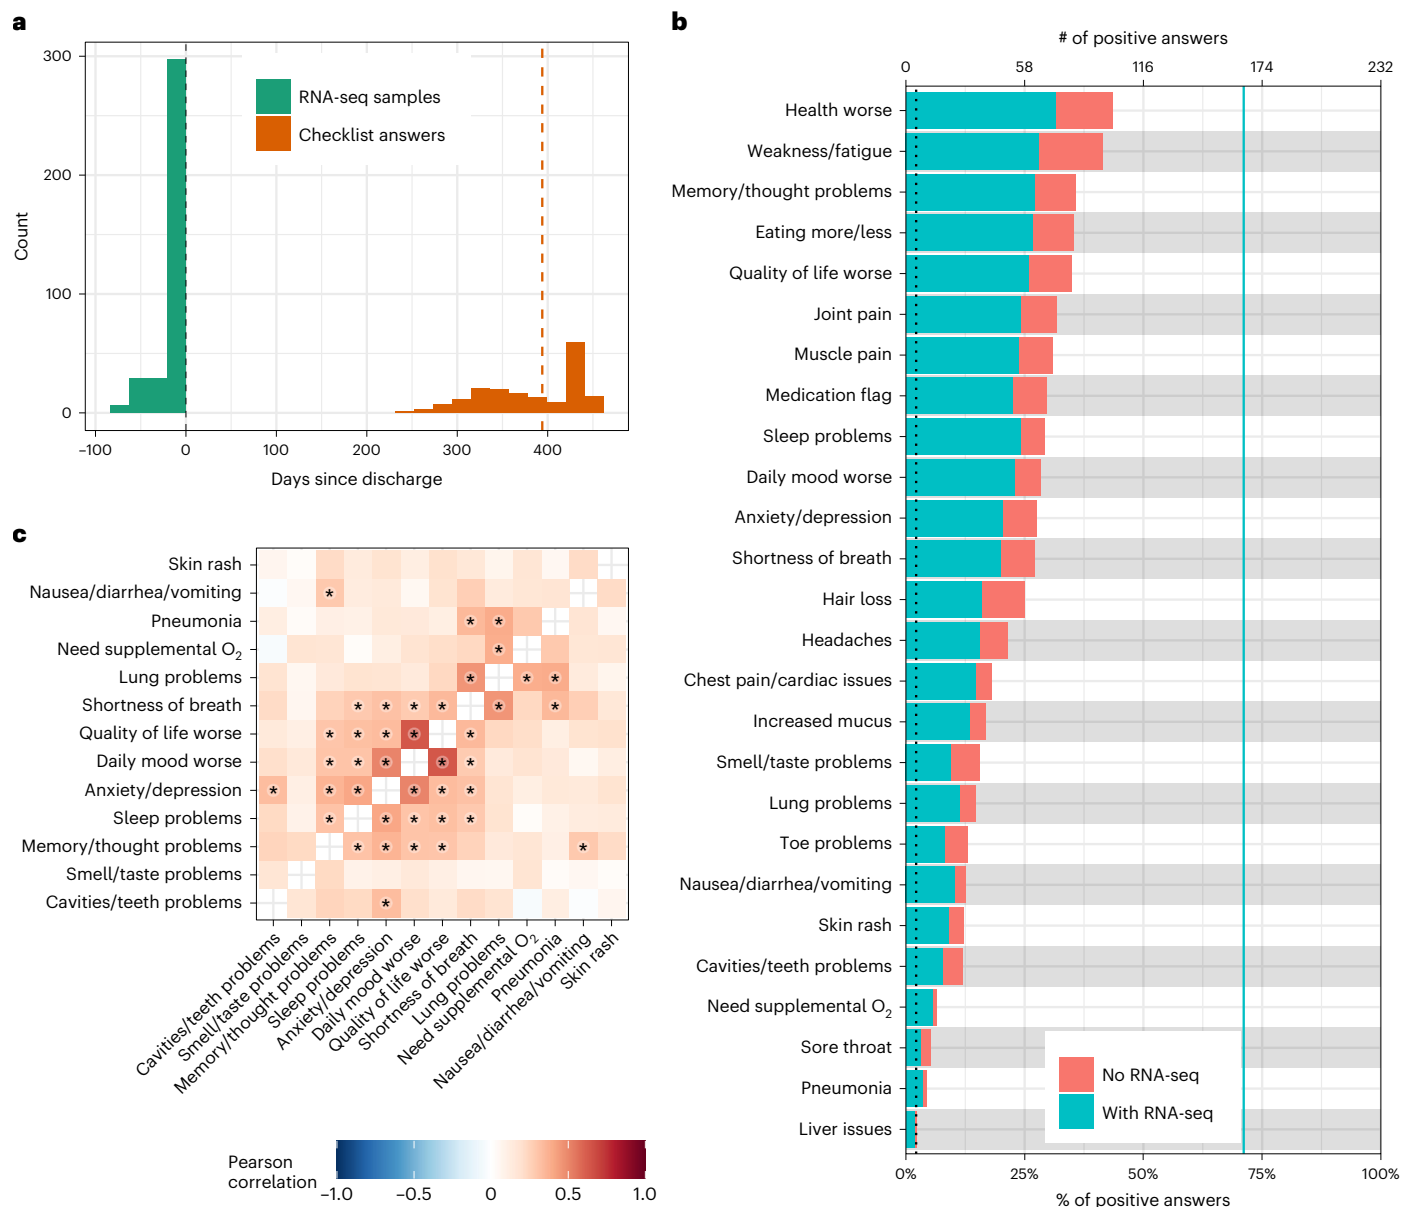 a
300
200
100
0
Count
RNA-seq samples
Checklist answers
−100
0
100
200
300
400
Days since discharge
b
# of positive answers
0
58
116
174
232
Health worse
Weakness/fatigue
Memory/thought problems
Eating more/less
Quality of life worse
Joint pain
Muscle pain
Medication flag
Sleep problems
Daily mood worse
Anxiety/depression
Shortness of breath
Hair loss
Headaches
Chest pain/cardiac issues
Increased mucus
Smell/taste problems
Lung problems
Toe problems
Nausea/diarrhea/vomiting
Skin rash
Cavities/teeth problems
Need supplemental O2
Sore throat
Pneumonia
Liver issues
No RNA-seq
With RNA-seq
0%
25%
50%
75%
100%
% of positive answers
c
Skin rash
Nausea/diarrhea/vomiting
Pneumonia
Need supplemental O2
Lung problems
Shortness of breath
Quality of life worse
Daily mood worse
Anxiety/depression
Sleep problems
Memory/thought problems
Smell/taste problems
Cavities/teeth problems
Cavities/teeth problems
Smell/taste problems
Memory/thought problems
Sleep problems
Anxiety/depression
Daily mood worse
Quality of life worse
Shortness of breath
Lung problems
Need supplemental O2
Pneumonia
Nausea/diarrhea/vomiting
Skin rash
Pearson
correlation
−1.0
−0.5
0
0.5
1.0